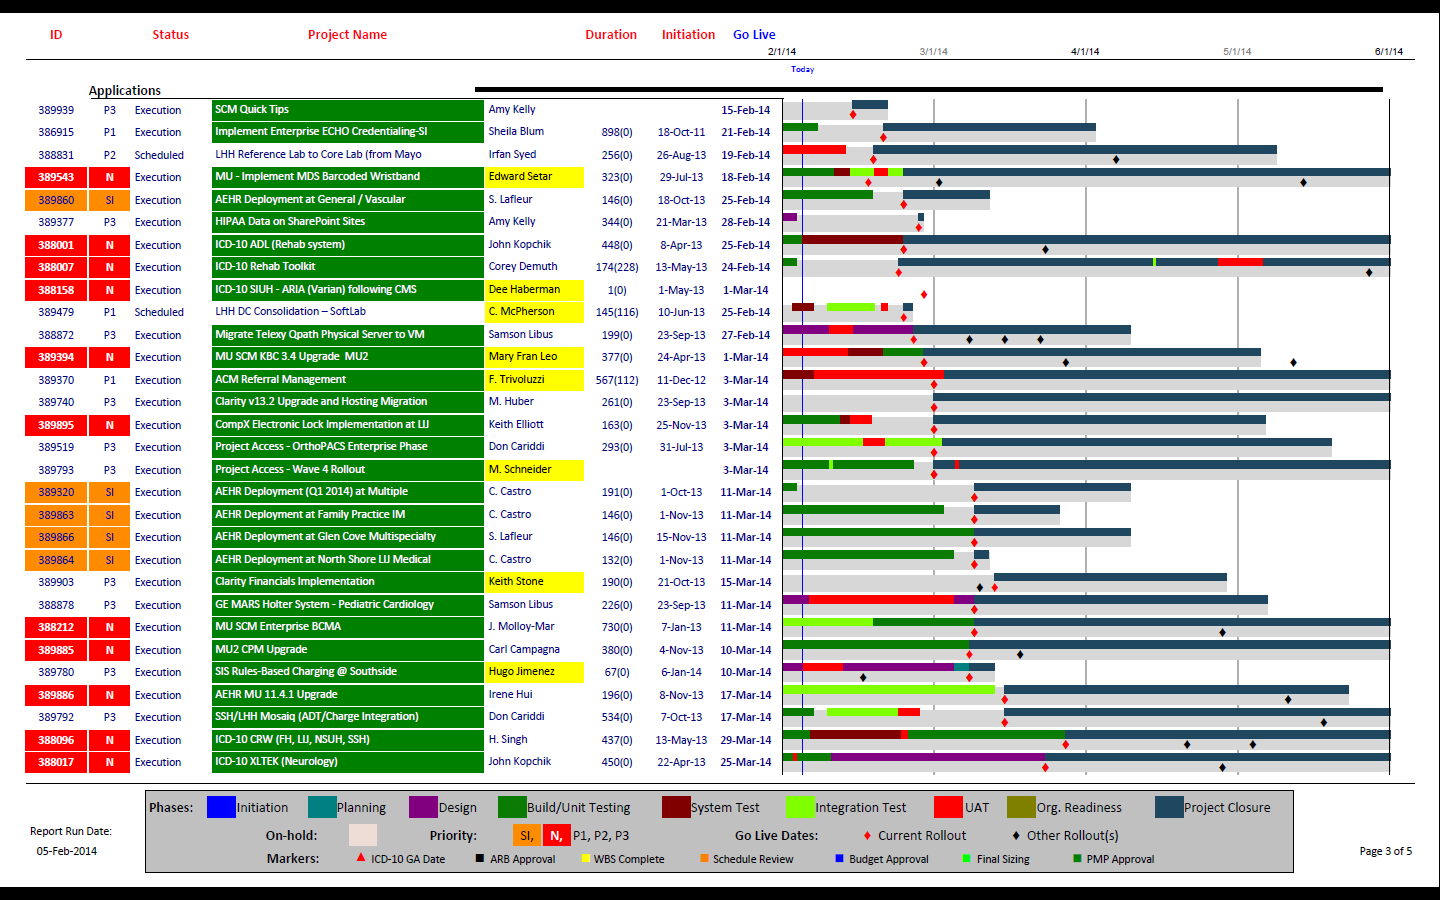 ID Status Project Name Duration Initiation Go Live
2/1/14 3/1/14 4/1/14 5/1/14 6/1/14
Today
Applications
389939 P3 Execution SCM Quick Tips Amy Kelly 15-Feb-14
386915 P1 Execution Implement Enterprise ECHO Credentialing-SI Sheila Blum 898(0) 18-Oct-11 21-Feb-14
388831 P2 Scheduled LHH Reference Lab to Core Lab (from Mayo Irfan Syed 256(0) 26-Aug-13 19-Feb-14
389543 N Execution MU - Implement MDS Barcoded Wristband Edward Setar 323(0) 29-Jul-13 18-Feb-14
389860 SI Execution AEHR Deployment at General / Vascular S. Lafleur 146(0) 18-Oct-13 25-Feb-14
389377 P3 Execution HIPAA Data on SharePoint Sites Amy Kelly 344(0) 21-Mar-13 28-Feb-14
388001 N Execution ICD-10 ADL (Rehab system) John Kopchik 448(0) 8-Apr-13 25-Feb-14
388007 N Execution ICD-10 Rehab Toolkit Corey Demuth 174(228) 13-May-13 24-Feb-14
388158 N Execution ICD-10 SIUH - ARIA (Varian) following CMS Dee Haberman 1(0) 1-May-13 1-Mar-14
389479 P1 Scheduled LHH DC Consolidation – SoftLab C. McPherson 145(116) 10-Jun-13 25-Feb-14
388872 P3 Execution Migrate Telexy Qpath Physical Server to VM Samson Libus 199(0) 23-Sep-13 27-Feb-14
389394 N Execution MU SCM KBC 3.4 Upgrade MU2 Mary Fran Leo 377(0) 24-Apr-13 1-Mar-14
389370 P1 Execution ACM Referral Management F. Trivoluzzi 567(112) 11-Dec-12 3-Mar-14
389740 P3 Execution Clarity v13.2 Upgrade and Hosting Migration M. Huber 261(0) 23-Sep-13 3-Mar-14
389895 N Execution CompX Electronic Lock Implementation at LIJ Keith Elliott 163(0) 25-Nov-13 3-Mar-14
389519 P3 Execution Project Access - OrthoPACS Enterprise Phase Don Cariddi 293(0) 31-Jul-13 3-Mar-14
389793 P3 Execution Project Access - Wave 4 Rollout M. Schneider 3-Mar-14
389320 SI Execution AEHR Deployment (Q1 2014) at Multiple C. Castro 191(0) 1-Oct-13 11-Mar-14
389863 SI Execution AEHR Deployment at Family Practice IM C. Castro 146(0) 1-Nov-13 11-Mar-14
389866 SI Execution AEHR Deployment at Glen Cove Multispecialty S. Lafleur 146(0) 15-Nov-13 11-Mar-14
389864 SI Execution AEHR Deployment at North Shore LIJ Medical C. Castro 132(0) 1-Nov-13 11-Mar-14
389903 P3 Execution Clarity Financials Implementation Keith Stone 190(0) 21-Oct-13 15-Mar-14
388878 P3 Execution GE MARS Holter System - Pediatric Cardiology Samson Libus 226(0) 23-Sep-13 11-Mar-14
388212 N Execution MU SCM Enterprise BCMA J. Molloy-Mar 730(0) 7-Jan-13 11-Mar-14
389885 N Execution MU2 CPM Upgrade Carl Campagna 380(0) 4-Nov-13 10-Mar-14
389780 P3 Execution SIS Rules-Based Charging @ Southside Hugo Jimenez 67(0) 6-Jan-14 10-Mar-14
389886 N Execution AEHR MU 11.4.1 Upgrade Irene Hui 196(0) 8-Nov-13 17-Mar-14
389792 P3 Execution SSH/LHH Mosaiq (ADT/Charge Integration) Don Cariddi 534(0) 7-Oct-13 17-Mar-14
388096 N Execution ICD-10 CRW (FH, LIJ, NSUH, SSH) H. Singh 437(0) 13-May-13 29-Mar-14
388017 N Execution ICD-10 XLTEK (Neurology) John Kopchik 450(0) 22-Apr-13 25-Mar-14
Phases: Initiation Planning Design Build/Unit Testing System Test Integration Test UAT Org. Readiness Project Closure
On-hold: Priority: SI, N, P1, P2, P3 Go Live Dates: Current Rollout Other Rollout(s)
Markers: ICD-10 GA Date ARB Approval WBS Complete Schedule Review Budget Approval Final Sizing PMP Approval
Report Run Date:
05-Feb-2014
Page 3 of 5